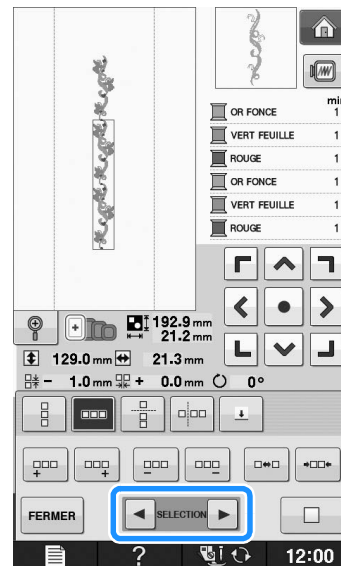 min
OR FONCE 1
VERT FEUILLE 1
ROUGE 1
OR FONCE 1
VERT FEUILLE 1
ROUGE 1
192.9 mm
21.2 mm
129.0 mm 21.3 mm
- 1.0 mm + 0.0 mm 0°
FERMER SELECTION
? 12:00